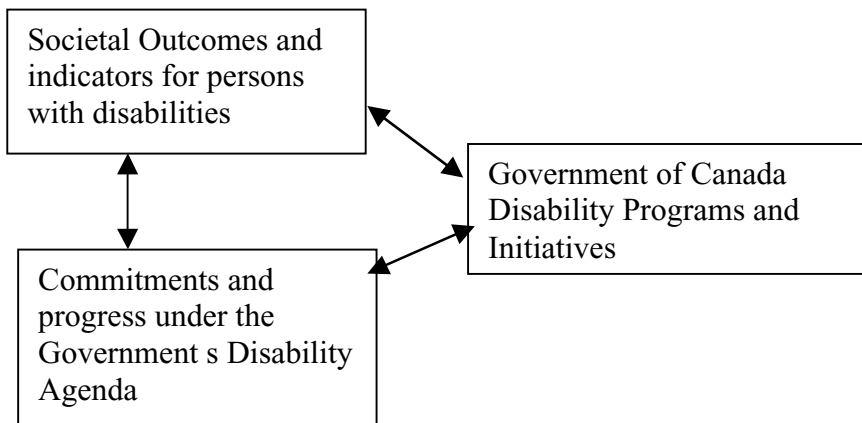 Societal Outcomes and
indicators for persons
with disabilities
Government of Canada
Disability Programs and
Initiatives
Commitments and
progress under the
Government s Disability
Agenda